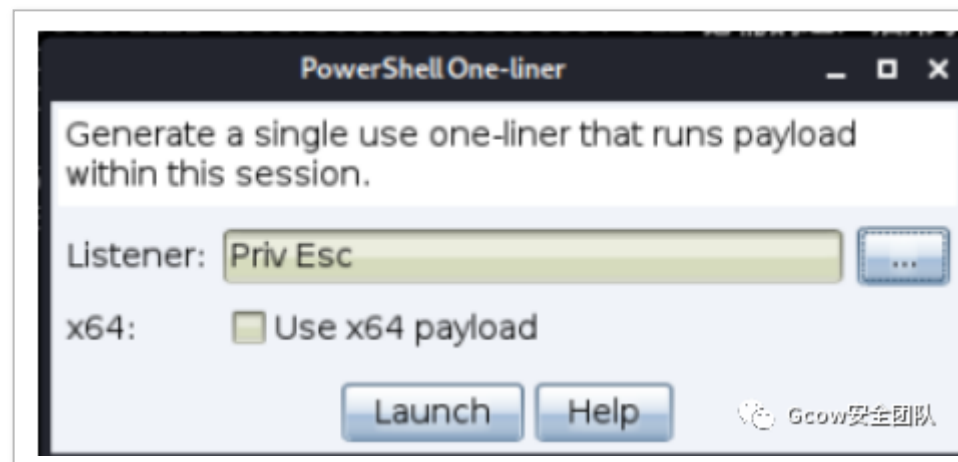 PowerShell One-liner
Generate a single use one-liner that runs payload
within this session.
Listener: Priv Esc ...
x64: Use x64 payload
Launch Help
Gcow安全团队